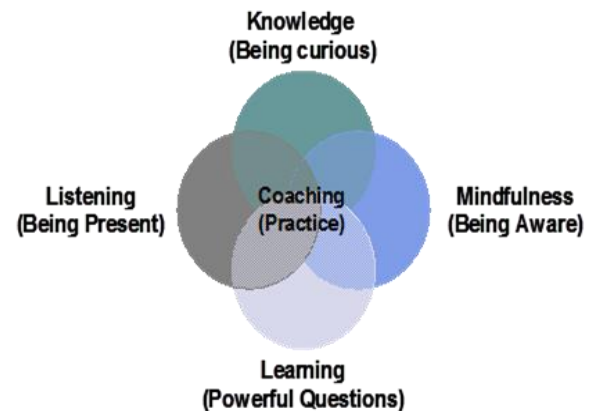 Knowledge
(Being curious)
Listening
(Being Present)
Coaching
(Practice)
Mindfulness
(Being Aware)
Learning
(Powerful Questions)